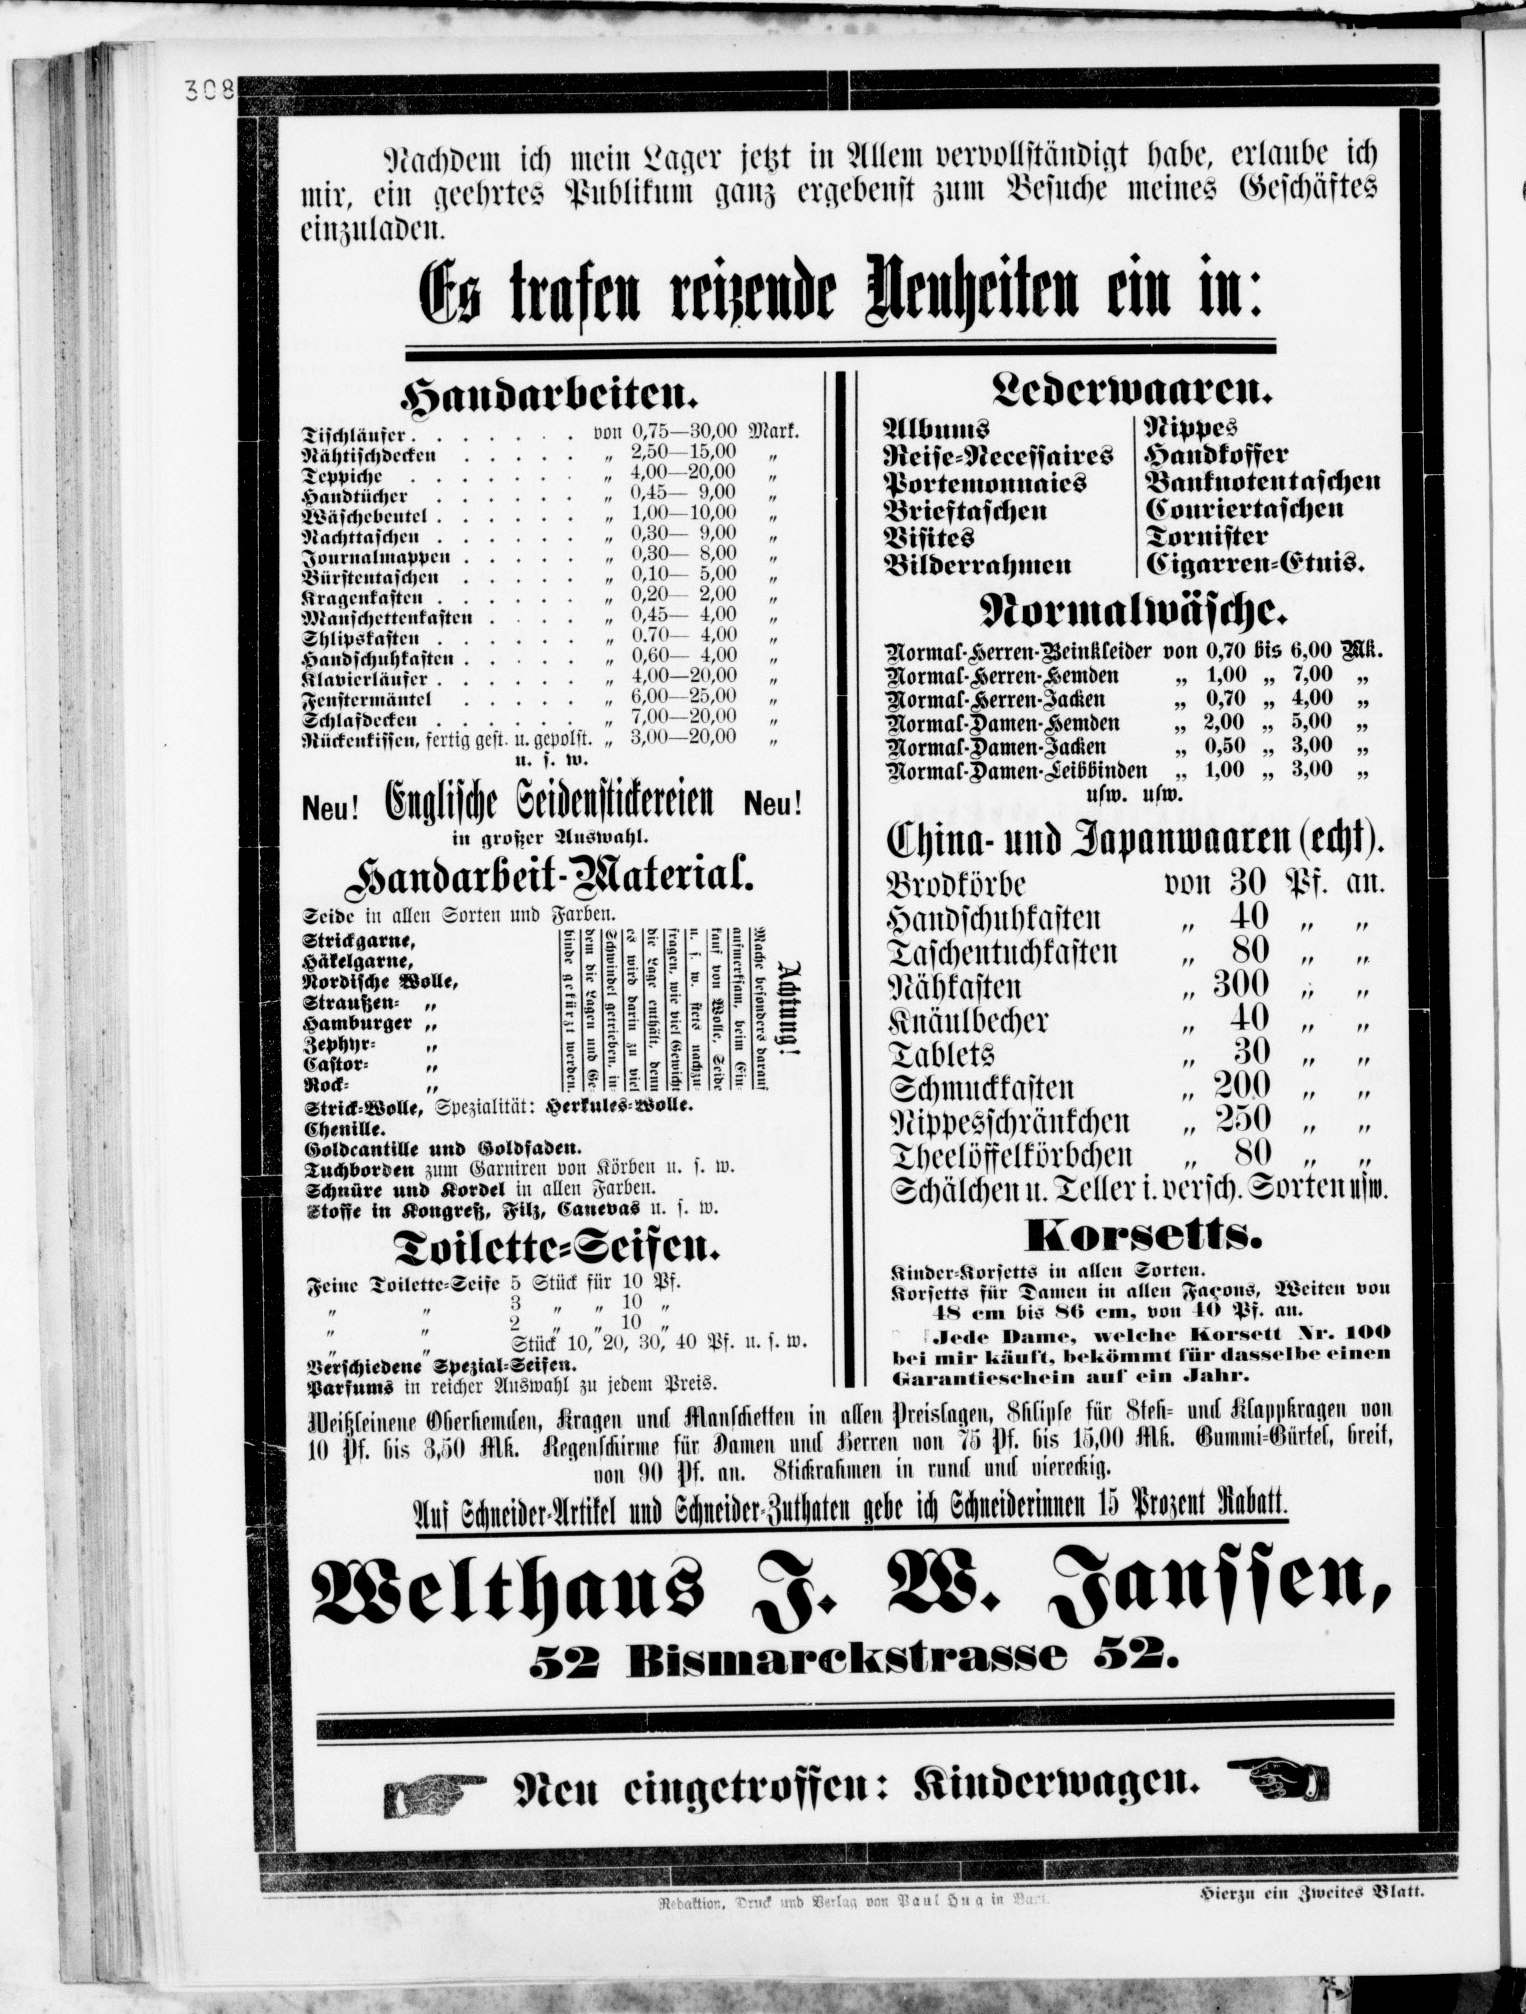 308
Nachdem ich mein Lager jetzt in Allem vervollständigt habe, erlaube ich
mir, ein geehrtes Publikum ganz ergebenst zum Besuche meines Geschäftes
einzuladen.
Es trafen reizende Neuheiten ein in:
Handarbeiten.
Tischläufer . . . . . . . von 0,75—30,00 Mark.
Nähtischdecken . . . . . „ 2,50—15,00 „
Teppiche . . . . . . . „ 4,00—20,00 „
Handtücher . . . . . . „ 0,45— 9,00 „
Wäschebeutel . . . . . . „ 1,00—10,00 „
Nachttaschen . . . . . . „ 0,30— 9,00 „
Journalmappen . . . . . „ 0,30— 8,00 „
Bürstentaschen . . . . . „ 0,10— 5,00 „
Kragenkasten . . . . . . „ 0,20— 2,00 „
Manschettenkasten . . . . „ 0,45— 4,00 „
Shlipskasten . . . . . . „ 0.70— 4,00 „
Handschuhkasten . . . . . „ 0,60— 4,00 „
Klavierläufer . . . . . . „ 4,00—20,00 „
Fenstermäntel . . . . . „ 6,00—25,00 „
Schlafdecken . . . . . . „ 7,00—20,00 „
Rückenkissen, fertig gest. u. gepolst. „ 3,00—20,00 „
u. s. w.
Neu! Englische Seidenstickereien Neu!
in großer Auswahl.
Handarbeit-Material.
Seide in allen Sorten und Farben.
Strickgarne,
Häkelgarne,
Nordische Wolle,
Straußen- „
Hamburger „
Zephyr- „
Castor- „
Rock- „
Achtung!
Mache besonders darauf
aufmerksam, beim Ein-
kauf von Wolle, Seide
u. s. w. stets nachzu-
fragen, wie viel Gewicht
die Lage enthält, denn
es wird darin zu viel
Schwindel getrieben, in-
dem die Lagen und Ge-
binde gekürzt werden.
Strick-Wolle, Spezialität: Herkules-Wolle.
Chenille.
Goldcantille und Goldfaden.
Tuchborden zum Garniren von Körben u. s. w.
Schnüre und Kordel in allen Farben.
Stoffe in Kongreß, Filz, Canevas u. s. w.
Toilette-Seifen.
Feine Toilette-Seife 5 Stück für 10 Pf.
„ „ 3 „ „ 10 „
„ „ 2 „ „ 10 „
„ „ Stück 10, 20, 30, 40 Pf. u. s. w.
Verschiedene Spezial-Seifen.
Parfums in reicher Auswahl zu jedem Preis.
Lederwaaren.
Albums
Reise-Necessaires
Portemonnaies
Brieftaschen
Visites
Bilderrahmen
Nippes
Handkoffer
Banknotentaschen
Couriertaschen
Tornister
Cigarren-Etuis.
Normalwäsche.
Normal-Herren-Beinkleider von 0,70 bis 6,00 Mk.
Normal-Herren-Hemden „ 1,00 „ 7,00 „
Normal-Herren-Jacken „ 0,70 „ 4,00 „
Normal-Damen-Hemden „ 2,00 „ 5,00 „
Normal-Damen-Jacken „ 0,50 „ 3,00 „
Normal-Damen-Leibbinden „ 1,00 „ 3,00 „
usw. usw.
China- und Japanwaaren (echt).
Brodkörbe von 30 Pf. an.
Handschuhkasten „ 40 „ „
Taschentuchkasten „ 80 „ „
Nähkasten „ 300 „ „
Knäulbecher „ 40 „ „
Tablets „ 30 „ „
Schmuckkasten „ 200 „ „
Nippesschränkchen „ 250 „ „
Theelöffelkörbchen „ 80 „ „
Schälchen u. Teller i. versch. Sorten usw.
Korsetts.
Kinder-Korsetts in allen Sorten.
Korsetts für Damen in allen Façons, Weiten von
48 cm bis 86 cm, von 40 Pf. an.
Jede Dame, welche Korsett Nr. 100
bei mir käuft, bekömmt für dasselbe einen
Garantieschein auf ein Jahr.
Weißleinene Oberhemden, Kragen und Manschetten in allen Preislagen, Shlipse für Steh- und Klappkragen von
10 Pf. bis 3,50 Mk. Regenschirme für Damen und Herren von 75 Pf. bis 15,00 Mk. Gummi-Gürtel, breit,
von 90 Pf. an. Stickrahmen in rund und viereckig.
Auf Schneider-Artikel und Schneider-Zuthaten gebe ich Schneiderinnen 15 Prozent Rabatt.
Welthaus J. W. Janssen,
52 Bismarckstrasse 52.
Neu eingetroffen: Kinderwagen.
Redaktion, Druck und Verlag von Paul Hug in Bant.
Hierzu ein Zweites Blatt.